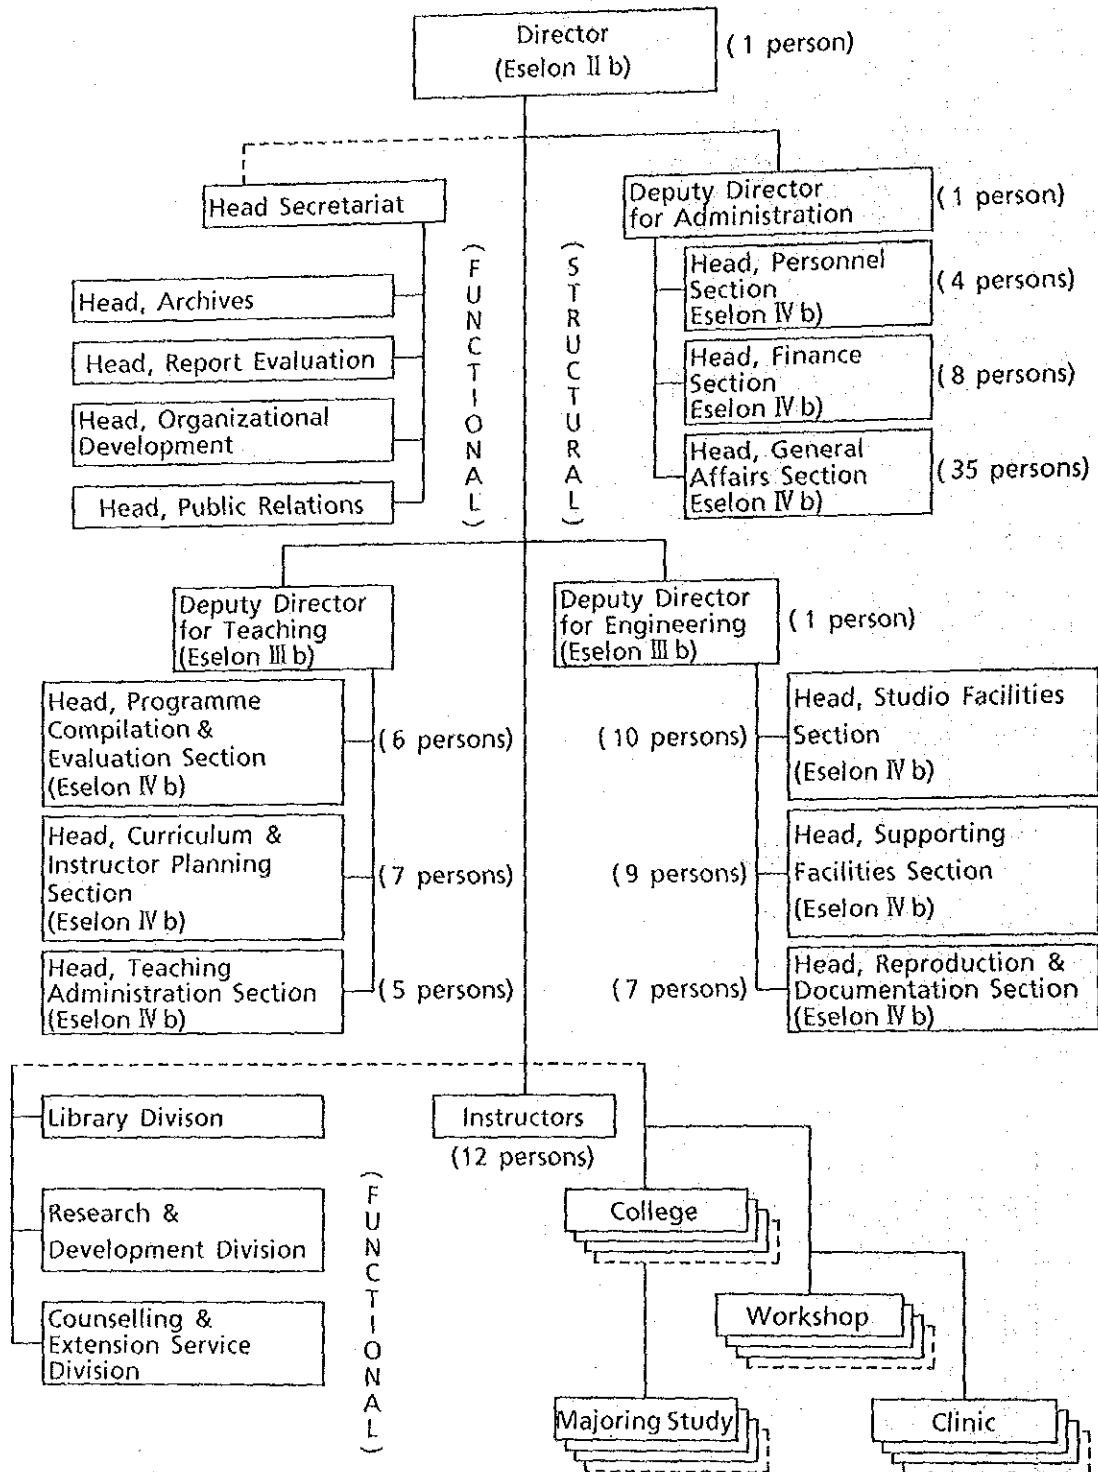 Director
(Eselon II b)
(1 person)
Head Secretariat
Head, Archives
Head, Report Evaluation
Head, Organizational
Development
Head, Public Relations
(FUNCTIONAL)
(STRUCTURAL)
Deputy Director
for Administration
(1 person)
Head, Personnel
Section
Eselon IV b)
(4 persons)
Head, Finance
Section
Eselon IV b)
(8 persons)
Head, General
Affairs Section
Eselon IV b)
(35 persons)
Deputy Director
for Teaching
(Eselon III b)
Head, Programme
Compilation &
Evaluation Section
(Eselon IV b)
(6 persons)
Head, Curriculum &
Instructor Planning
Section
(Eselon IV b)
(7 persons)
Head, Teaching
Administration Section
(Eselon IV b)
(5 persons)
Deputy Director
for Engineering
(Eselon III b)
(1 person)
(10 persons)
Head, Studio Facilities
Section
(Eselon IV b)
(9 persons)
Head, Supporting
Facilities Section
(Eselon IV b)
(7 persons)
Head, Reproduction &
Documentation Section
(Eselon IV b)
Library Divison
Research &
Development Division
Counselling &
Extension Service
Division
(FUNCTIONAL)
Instructors
(12 persons)
College
Workshop
Majoring Study
Clinic